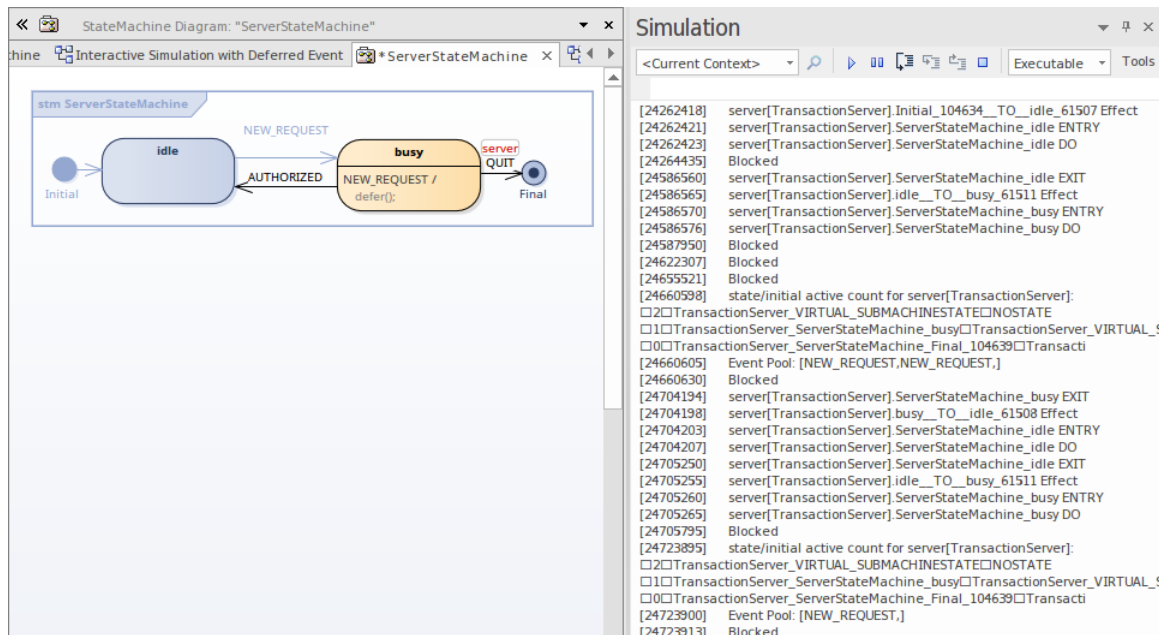 StateMachine Diagram: "ServerStateMachine"
:hine Interactive Simulation with Deferred Event *ServerStateMachine
stm ServerStateMachine
NEW_REQUEST
idle
busy
server
QUIT
AUTHORIZED
NEW_REQUEST /
defer();
Initial
Final
Simulation
<Current Context> Executable Tools
[24262418] server[TransactionServer].Initial_104634__TO__idle_61507 Effect
[24262421] server[TransactionServer].ServerStateMachine_idle ENTRY
[24262423] server[TransactionServer].ServerStateMachine_idle DO
[24264435] Blocked
[24586560] server[TransactionServer].ServerStateMachine_idle EXIT
[24586565] server[TransactionServer].idle__TO__busy_61511 Effect
[24586570] server[TransactionServer].ServerStateMachine_busy ENTRY
[24586576] server[TransactionServer].ServerStateMachine_busy DO
[24587950] Blocked
[24622307] Blocked
[24655521] Blocked
[24660598] state/initial active count for server[TransactionServer]:
□2□TransactionServer_VIRTUAL_SUBMACHINESTATE□NOSTATE
□1□TransactionServer_ServerStateMachine_busy□TransactionServer_VIRTUAL_S
□0□TransactionServer_ServerStateMachine_Final_104639□Transacti
[24660605] Event Pool: [NEW_REQUEST,NEW_REQUEST,]
[24660630] Blocked
[24704194] server[TransactionServer].ServerStateMachine_busy EXIT
[24704198] server[TransactionServer].busy__TO__idle_61508 Effect
[24704203] server[TransactionServer].ServerStateMachine_idle ENTRY
[24704207] server[TransactionServer].ServerStateMachine_idle DO
[24705250] server[TransactionServer].ServerStateMachine_idle EXIT
[24705255] server[TransactionServer].idle__TO__busy_61511 Effect
[24705260] server[TransactionServer].ServerStateMachine_busy ENTRY
[24705265] server[TransactionServer].ServerStateMachine_busy DO
[24705795] Blocked
[24723895] state/initial active count for server[TransactionServer]:
□2□TransactionServer_VIRTUAL_SUBMACHINESTATE□NOSTATE
□1□TransactionServer_ServerStateMachine_busy□TransactionServer_VIRTUAL_S
□0□TransactionServer_ServerStateMachine_Final_104639□Transacti
[24723900] Event Pool: [NEW_REQUEST,]
[24723913] Blocked